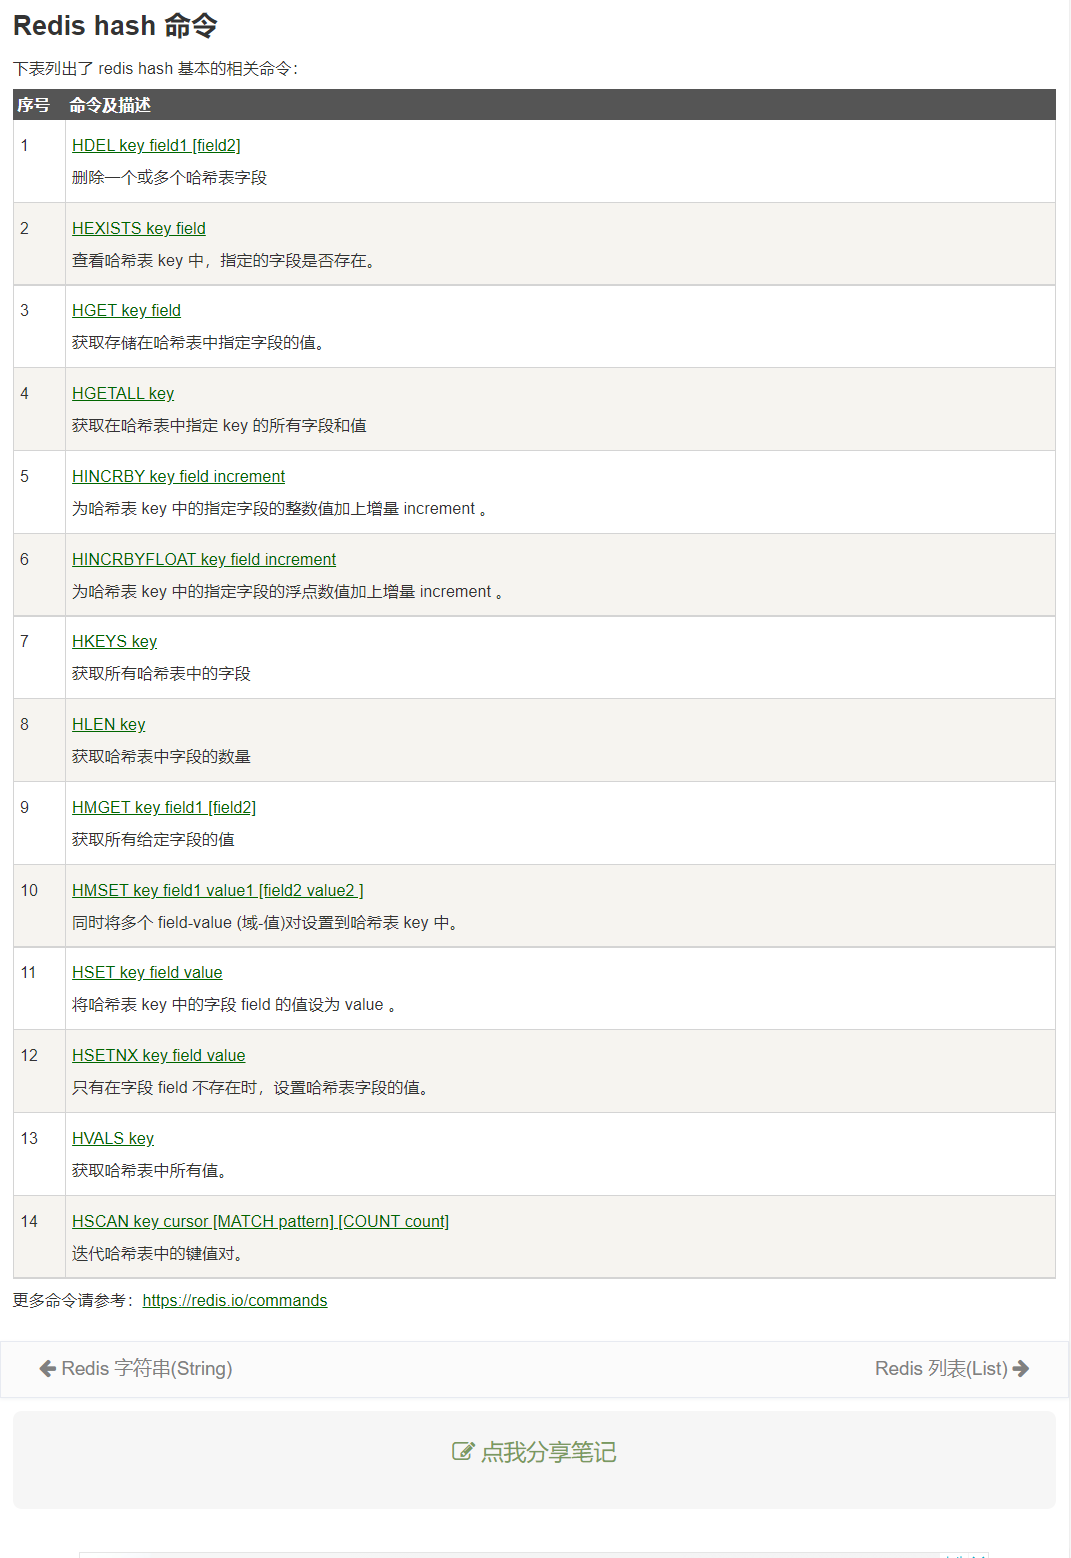 Redis hash 命令
下表列出了 redis hash 基本的相关命令：
序号 命令及描述
1 HDEL key field1 [field2]
删除一个或多个哈希表字段
2 HEXISTS key field
查看哈希表 key 中，指定的字段是否存在。
3 HGET key field
获取存储在哈希表中指定字段的值。
4 HGETALL key
获取在哈希表中指定 key 的所有字段和值
5 HINCRBY key field increment
为哈希表 key 中的指定字段的整数值加上增量 increment 。
6 HINCRBYFLOAT key field increment
为哈希表 key 中的指定字段的浮点数值加上增量 increment 。
7 HKEYS key
获取所有哈希表中的字段
8 HLEN key
获取哈希表中字段的数量
9 HMGET key field1 [field2]
获取所有给定字段的值
10 HMSET key field1 value1 [field2 value2 ]
同时将多个 field-value (域-值)对设置到哈希表 key 中。
11 HSET key field value
将哈希表 key 中的字段 field 的值设为 value 。
12 HSETNX key field value
只有在字段 field 不存在时，设置哈希表字段的值。
13 HVALS key
获取哈希表中所有值。
14 HSCAN key cursor [MATCH pattern] [COUNT count]
迭代哈希表中的键值对。
更多命令请参考：https://redis.io/commands
Redis 字符串(String) Redis 列表(List)
点我分享笔记